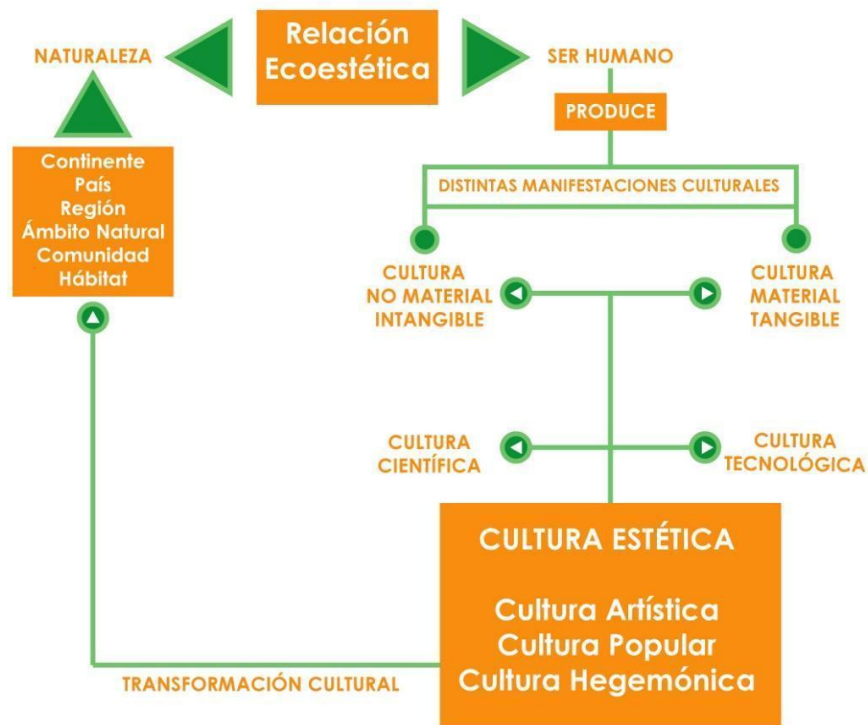 Relación
Ecoestética
NATURALEZA
SER HUMANO
PRODUCE
Continente
País
Región
Ámbito Natural
Comunidad
Hábitat
DISTINTAS MANIFESTACIONES CULTURALES
CULTURA
NO MATERIAL
INTANGIBLE
CULTURA
MATERIAL
TANGIBLE
CULTURA
CIENTÍFICA
CULTURA
TECNOLÓGICA
CULTURA ESTÉTICA
Cultura Artística
Cultura Popular
Cultura Hegemónica
TRANSFORMACIÓN CULTURAL